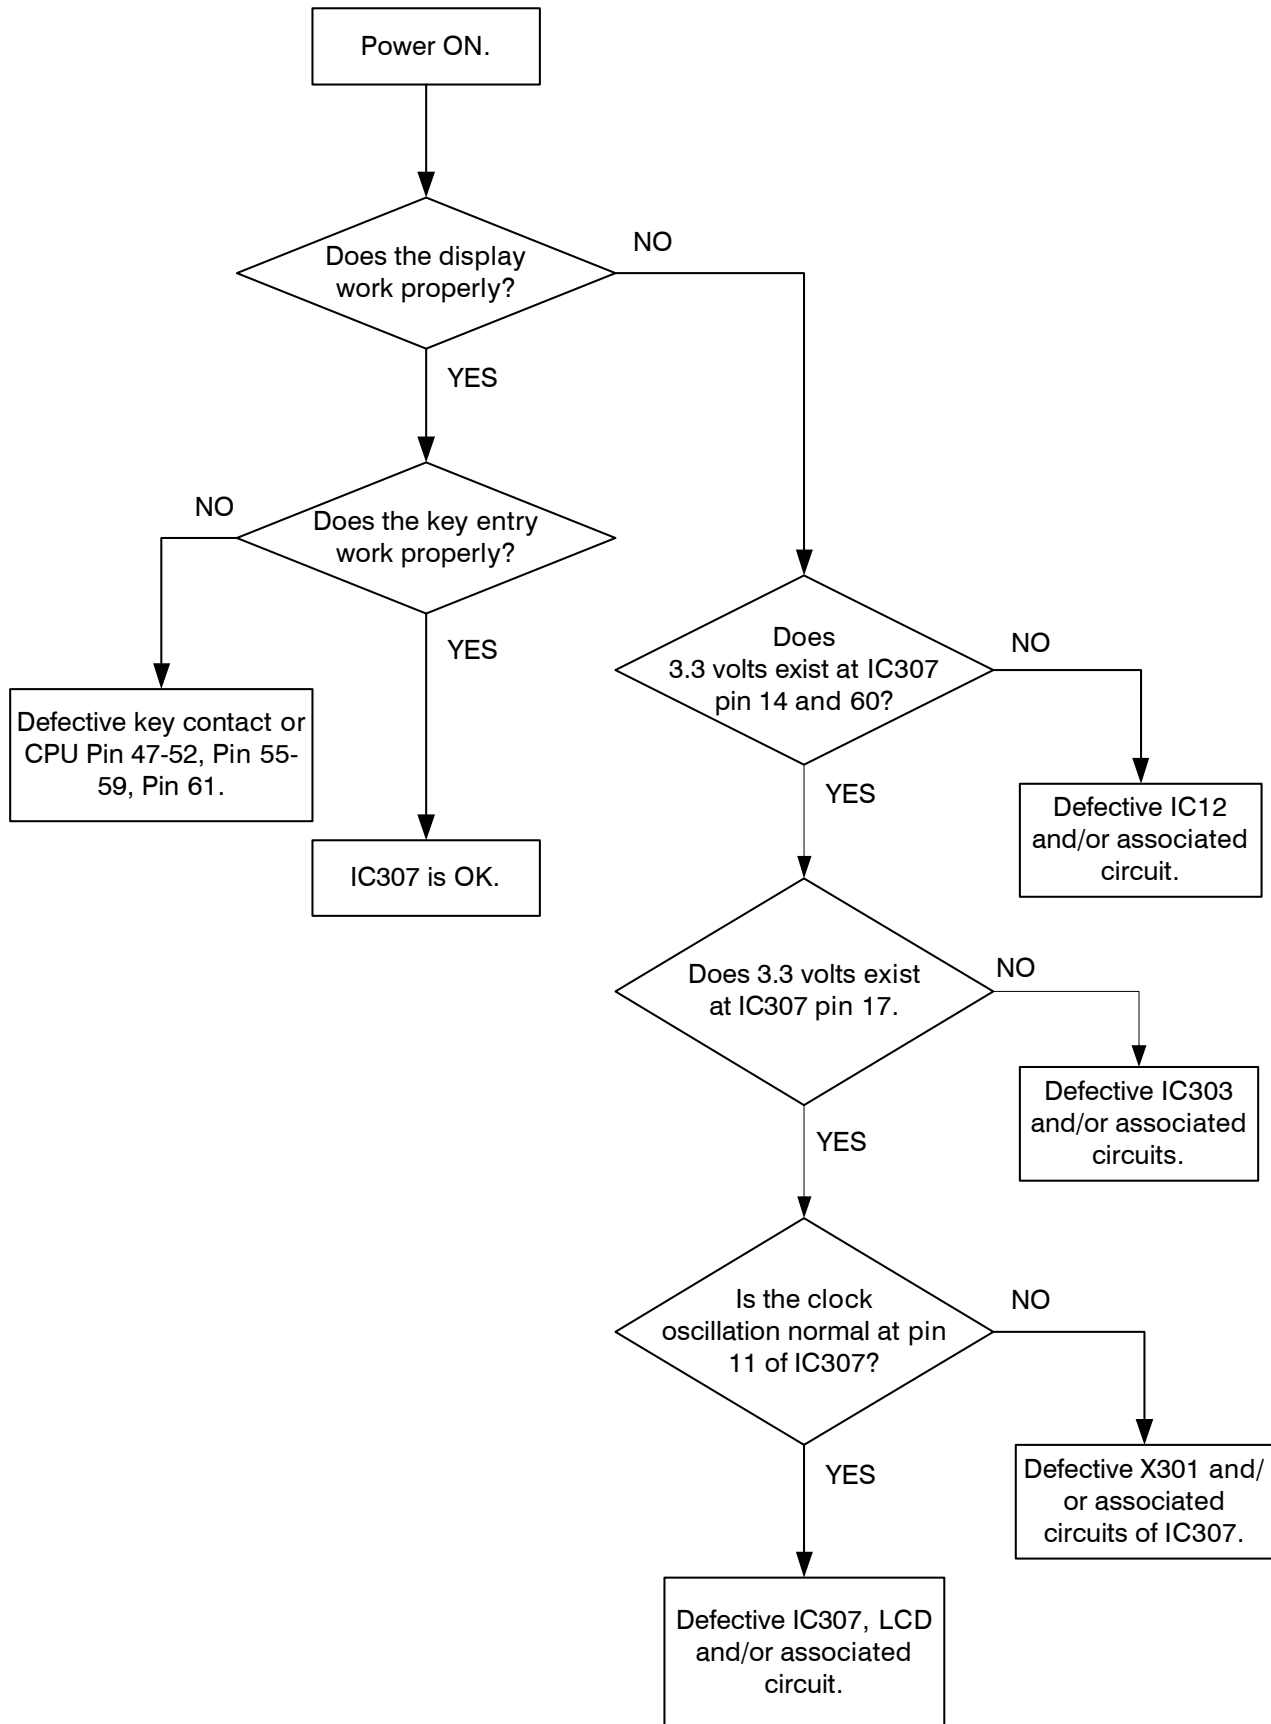 Power ON.
Does the display
work properly?
NO
YES
Does the key entry
work properly?
NO
YES
Defective key contact or
CPU Pin 47-52, Pin 55-
59, Pin 61.
IC307 is OK.
Does
3.3 volts exist at IC307
pin 14 and 60?
NO
YES
Defective IC12
and/or associated
circuit.
Does 3.3 volts exist
at IC307 pin 17.
NO
YES
Defective IC303
and/or associated
circuits.
Is the clock
oscillation normal at pin
11 of IC307?
NO
YES
Defective X301 and/
or associated
circuits of IC307.
Defective IC307, LCD
and/or associated
circuit.